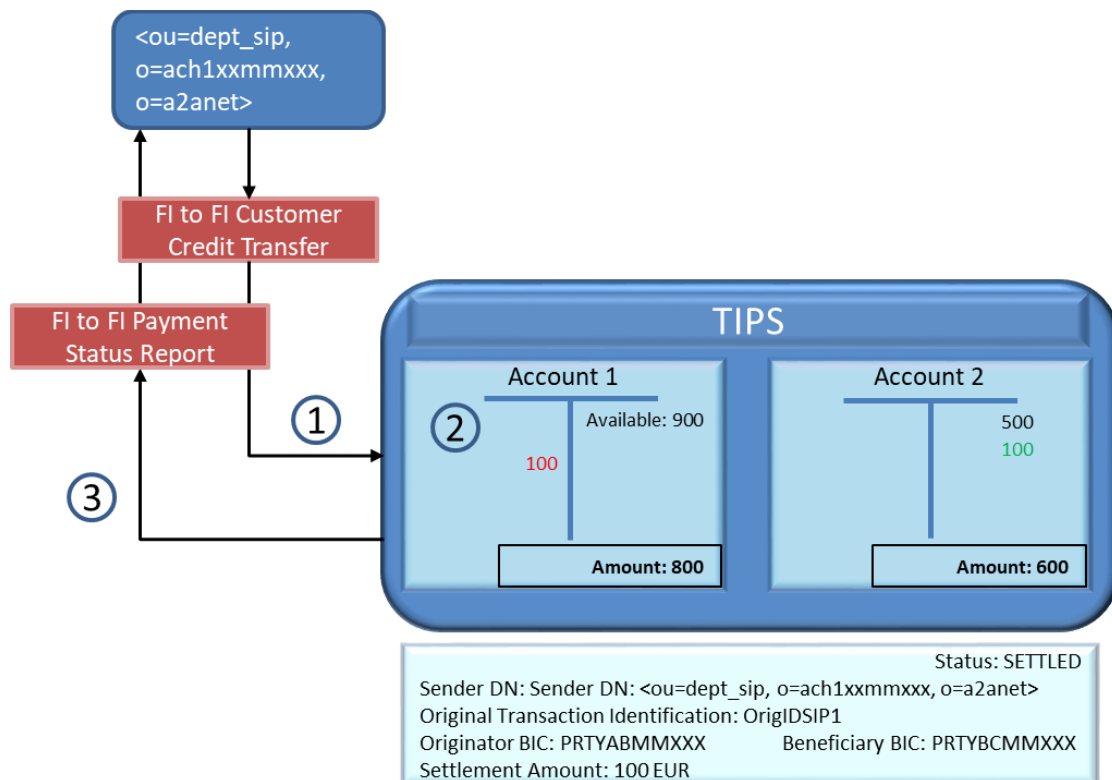 <ou=dept_sip,
o=ach1xxmmxxx,
o=a2anet>
FI to FI Customer
Credit Transfer
FI to FI Payment
Status Report
TIPS
1
2
3
Account 1
Available: 900
100
Amount: 800
Account 2
500
100
Amount: 600
Status: SETTLED
Sender DN: Sender DN: <ou=dept_sip, o=ach1xxmmxxx, o=a2anet>
Original Transaction Identification: OrigIDSIP1
Originator BIC: PRTYABMMXXX Beneficiary BIC: PRTYBCMMXXX
Settlement Amount: 100 EUR